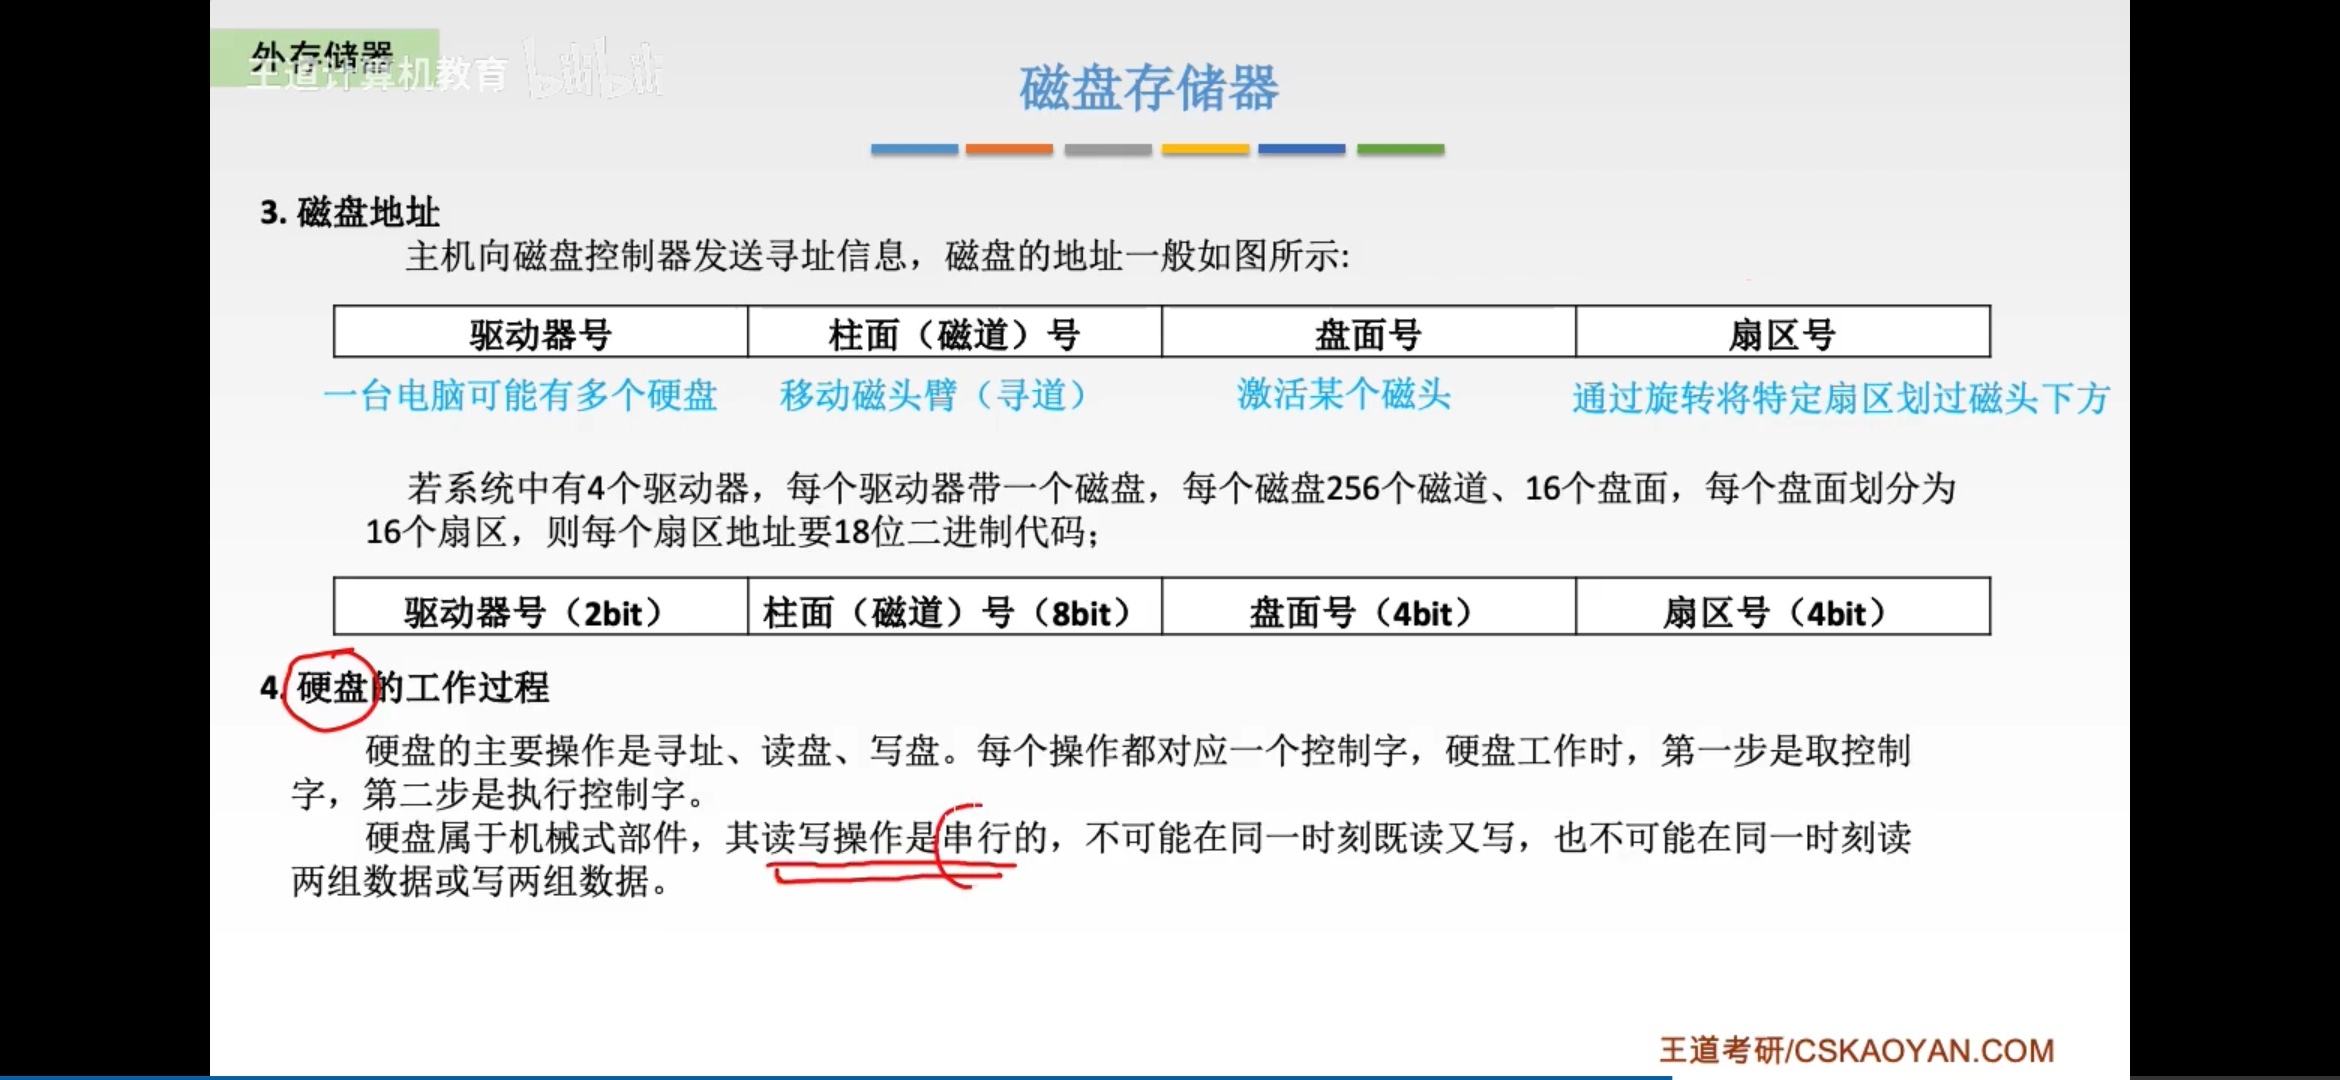 外存储器
王道计算机教育 bilibili
磁盘存储器
3. 磁盘地址
主机向磁盘控制器发送寻址信息，磁盘的地址一般如图所示:
驱动器号 柱面（磁道）号 盘面号 扇区号
一台电脑可能有多个硬盘 移动磁头臂（寻道） 激活某个磁头 通过旋转将特定扇区划过磁头下方
若系统中有4个驱动器，每个驱动器带一个磁盘，每个磁盘256个磁道、16个盘面，每个盘面划分为
16个扇区，则每个扇区地址要18位二进制代码；
驱动器号（2bit） 柱面（磁道）号（8bit） 盘面号（4bit） 扇区号（4bit）
4. 硬盘的工作过程
硬盘的主要操作是寻址、读盘、写盘。每个操作都对应一个控制字，硬盘工作时，第一步是取控制
字，第二步是执行控制字。
硬盘属于机械式部件，其读写操作是串行的，不可能在同一时刻既读又写，也不可能在同一时刻读
两组数据或写两组数据。
王道考研/CSKAOYAN.COM